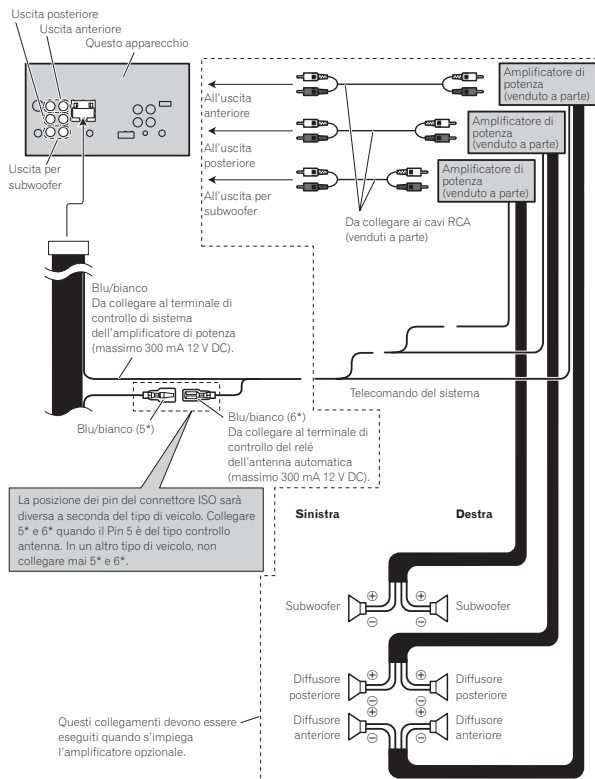 Uscita posteriore
Uscita anteriore
Questo apparecchio
Uscita per
subwoofer
All'uscita
anteriore
All'uscita
posteriore
All'uscita per
subwoofer
Amplificatore di
potenza
(venduto a parte)
Amplificatore di
potenza
(venduto a parte)
Amplificatore di
potenza
(venduto a parte)
Da collegare ai cavi RCA
(venduti a parte)
Blu/bianco
Da collegare al terminale di
controllo di sistema
dell'amplificatore di potenza
(massimo 300 mA 12 V DC).
Telecomando del sistema
Blu/bianco (5*)
Blu/bianco (6*)
Da collegare al terminale di
controllo del relé
dell'antenna automatica
(massimo 300 mA 12 V DC).
La posizione dei pin del connettore ISO sarà
diversa a seconda del tipo di veicolo. Collegare
5* e 6* quando il Pin 5 è del tipo controllo
antenna. In un altro tipo di veicolo, non
collegare mai 5* e 6*.
Sinistra
Destra
Subwoofer
Subwoofer
Diffusore
posteriore
Diffusore
posteriore
Diffusore
anteriore
Diffusore
anteriore
Questi collegamenti devono essere
eseguiti quando s'impiega
l'amplificatore opzionale.